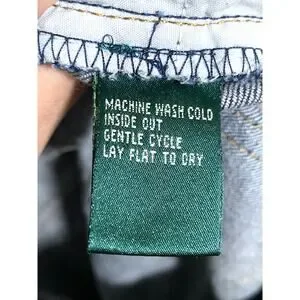 MACHINE WASH COLD
INSIDE OUT
GENTLE CYCLE
LAY FLAT TO DRY